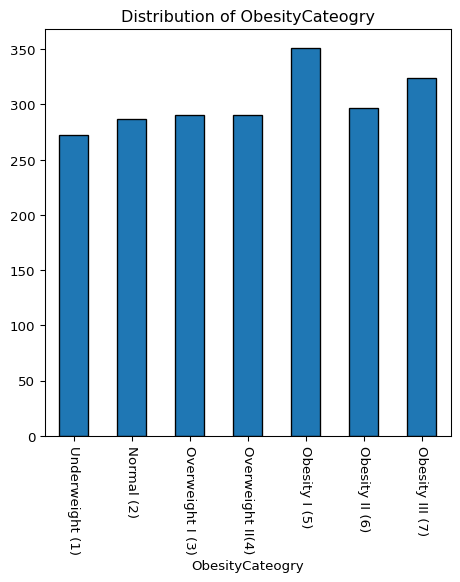 Distribution of ObesityCateogry
350
300
250
200
150
100
50
0
Underweight (1)
Normal (2)
Overweight I (3)
Overweight II(4)
Obesity I (5)
Obesity II (6)
Obesity III (7)
ObesityCateogry